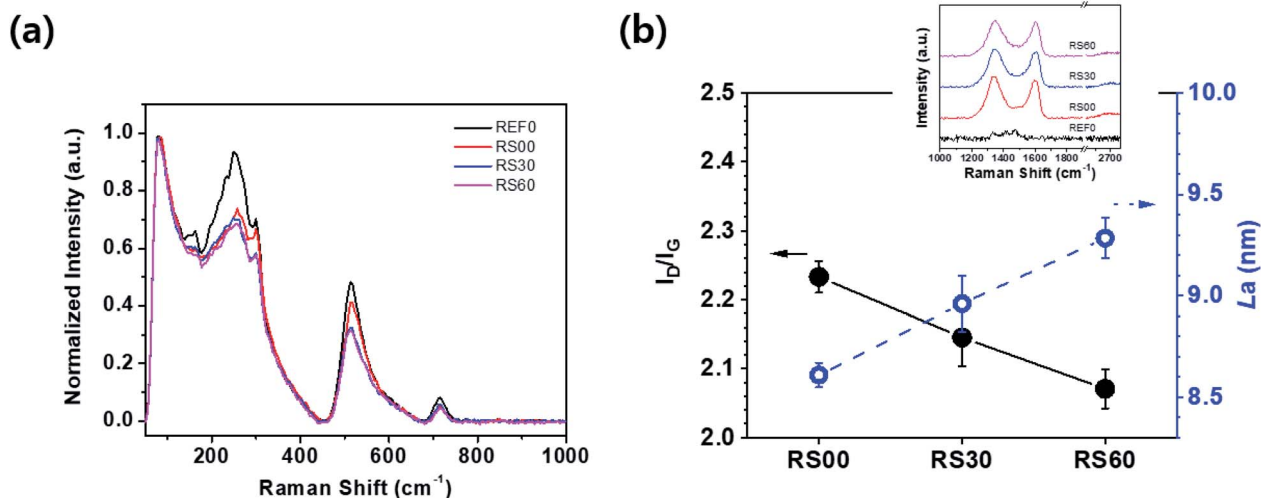 (a)
Normalized Intensity (a.u.)
1.0
0.8
0.6
0.4
0.2
0.0
REF0
RS00
RS30
RS60
200 400 600 800 1000
Raman Shift (cm-1)
(b)
Intensity (a.u.)
RS60
RS30
RS00
REF0
1000 1200 1400 1600 1800 2700
Raman Shift (cm-1)
ID/IG
2.5
2.4
2.3
2.2
2.1
2.0
10.0
9.5
9.0
8.5
La (nm)
RS00 RS30 RS60